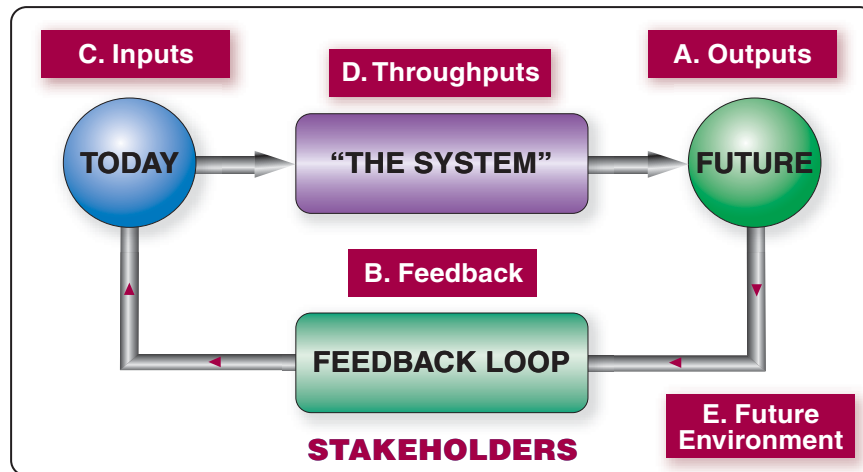 C. Inputs
D. Throughputs
A. Outputs
TODAY
“THE SYSTEM”
FUTURE
B. Feedback
FEEDBACK LOOP
E. Future
Environment
STAKEHOLDERS